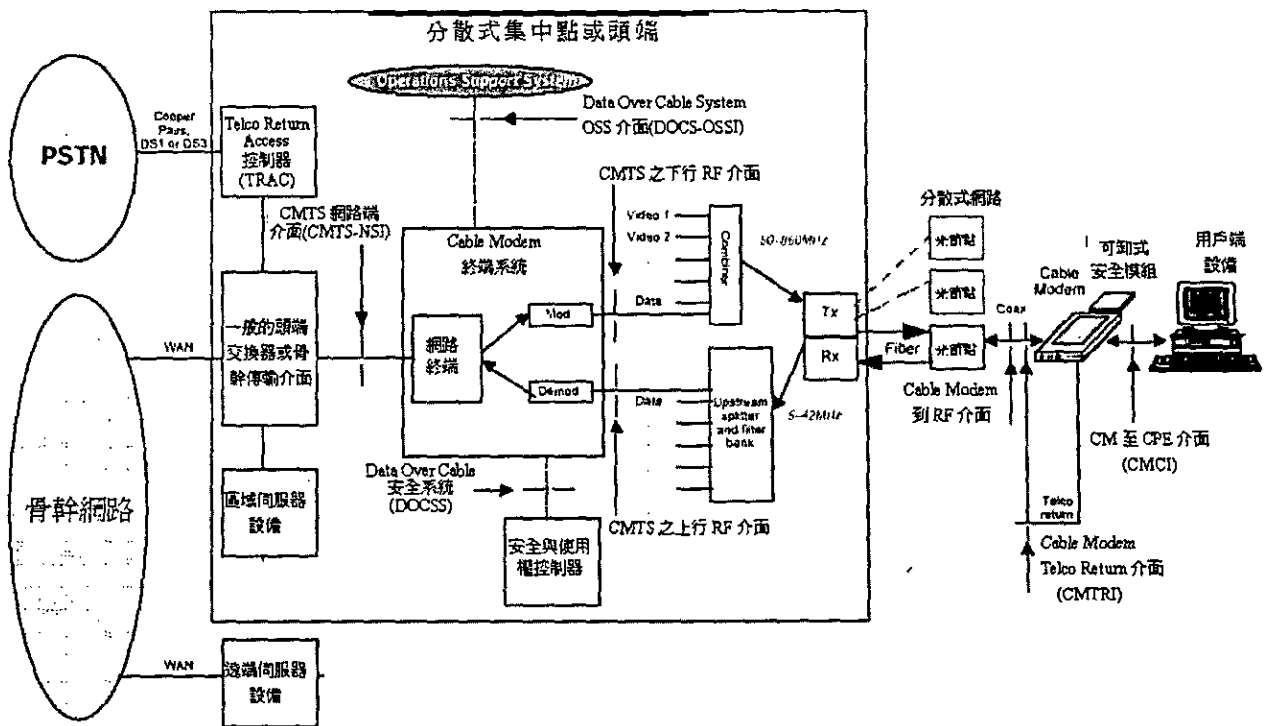 分散式集中點或頭端
Operations Support System
Data Over Cable System
OSS 介面(DOCS-OSSI)
PSTN
Copper
Pass,
DS1 or DS3
Telco Return
Access
控制器
(TRAC)
CMTS 網路端
介面(CMTS-NSI)
CMTS 之下行 RF 介面
Cable Modem
終端系統
網路
終端
Mod
Demod
Video 1
Video 2
Data
Combiner
50-860MHz
Data
Upstream
splitter
and filter
bank
5-42MHz
Tx
Rx
Fiber
分散式網路
光節點
光節點
光節點
Coax
Cable
Modem
可卸式
安全模組
用戶端
設備
Cable Modem
到 RF 介面
CM 至 CPE 介面
(CMCI)
Telco
return
Cable Modem
Telco Return 介面
(CMTRI)
骨幹網路
WAN
一般的頭端
交換器或骨
幹傳輸介面
區域伺服器
設備
Data Over Cable
安全系統
(DOCSS)
安全與使用
權控制器
CMTS 之上行 RF 介面
WAN
遠端伺服器
設備